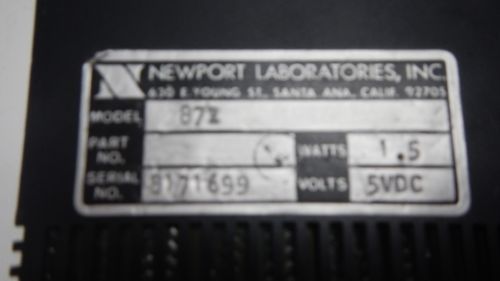 NEWPORT LABORATORIES, INC.
630 E. YOUNG ST., SANTA ANA, CALIF. 92705
MODEL
PART NO. WATTS 1.5
SERIAL NO. 8171699 VOLTS 5VDC